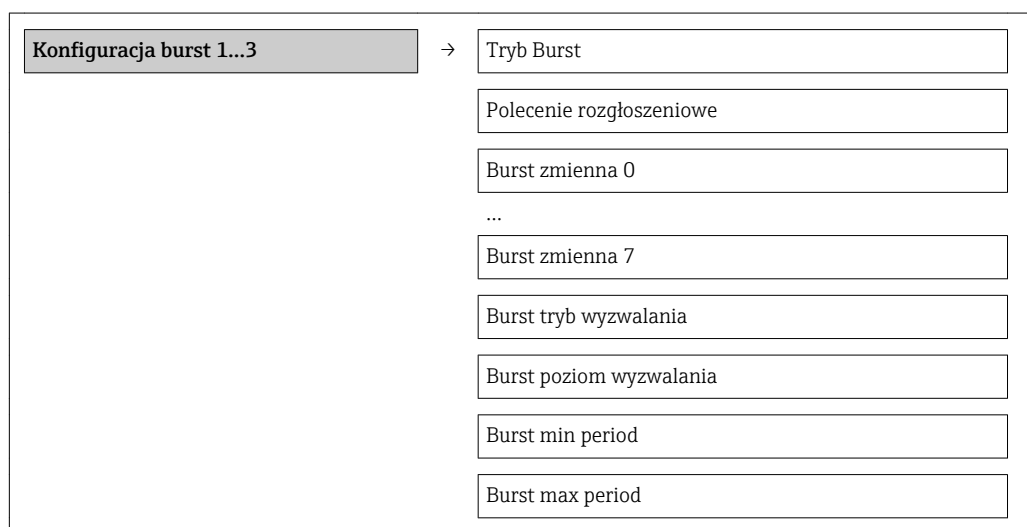 Konfiguracja burst 1…3 → Tryb Burst
Polecenie rozgłoszeniowe
Burst zmienna 0
…
Burst zmienna 7
Burst tryb wyzwalania
Burst poziom wyzwalania
Burst min period
Burst max period